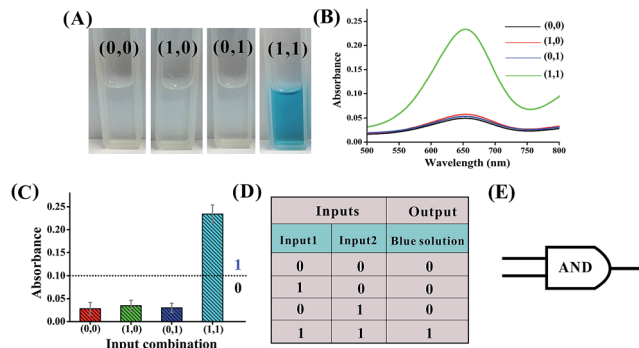 (A)
(0,0) (1,0) (0,1) (1,1)
(B)
Absorbance
0.25
0.20
0.15
0.10
0.05
0.00
500 550 600 650 700 750 800
Wavelength (nm)
(0,0)
(1,0)
(0,1)
(1,1)
(C)
Absorbance
0.25
0.20
0.15
0.10
0.05
0.00
1
0
(0,0) (1,0) (0,1) (1,1)
Input combination
(D)
Inputs Output
Input1 Input2 Blue solution
0 0 0
1 0 0
0 1 0
1 1 1
(E)
AND